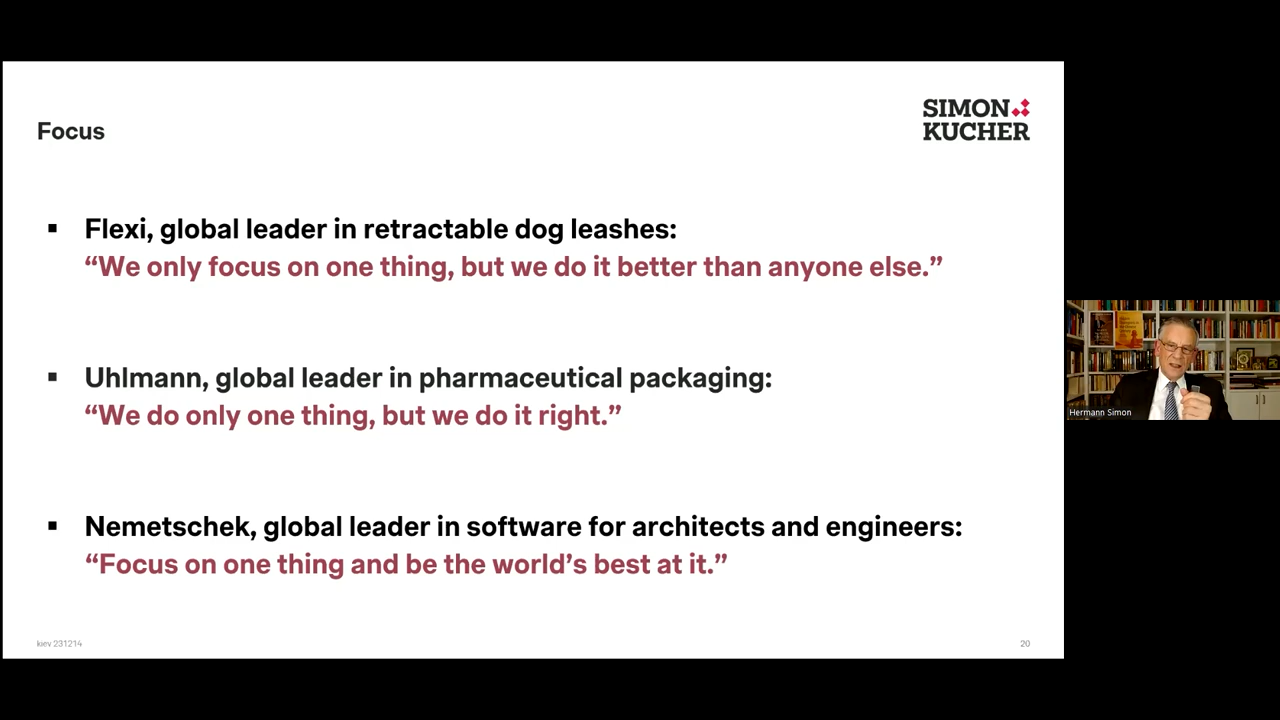 Focus
SIMON
KUCHER
▪ Flexi, global leader in retractable dog leashes:
“We only focus on one thing, but we do it better than anyone else.”
▪ Uhlmann, global leader in pharmaceutical packaging:
“We do only one thing, but we do it right.”
▪ Nemetschek, global leader in software for architects and engineers:
“Focus on one thing and be the world’s best at it.”
kiev 231214
20
Hermann Simon